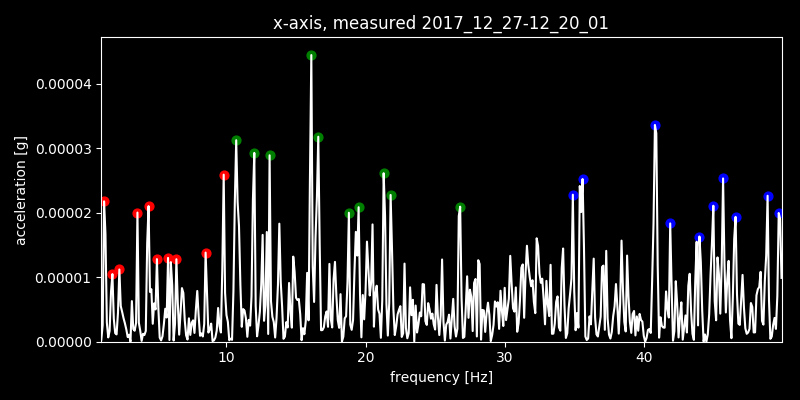 x-axis, measured 2017_12_27-12_20_01
acceleration [g]
0.00004
0.00003
0.00002
0.00001
0.00000
10 20 30 40
frequency [Hz]